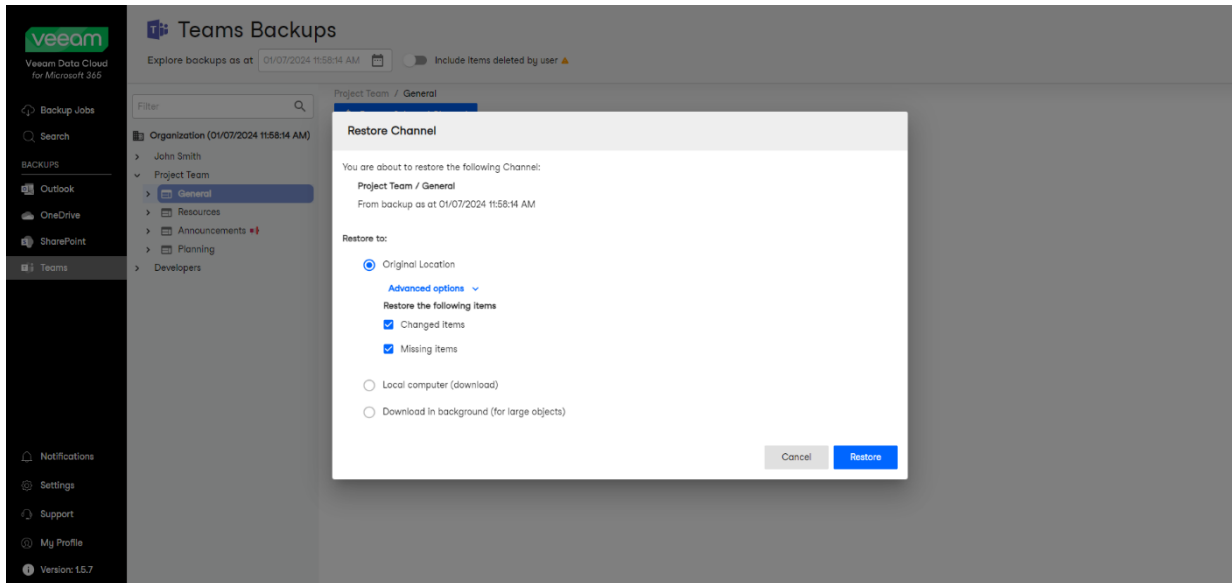 veeam
Veeam Data Cloud
for Microsoft 365
Backup Jobs
Search
BACKUPS
Outlook
OneDrive
SharePoint
Teams
Notifications
Settings
Support
My Profile
Version: 1.5.7
Teams Backups
Explore backups as at 01/07/2024 11:58:14 AM Include items deleted by user
Filter
Organization (01/07/2024 11:58:14 AM)
John Smith
Project Team
General
Resources
Announcements
Planning
Developers
Project Team / General
Restore Channel
You are about to restore the following Channel:
Project Team / General
From backup as at 01/07/2024 11:58:14 AM
Restore to:
Original Location
Advanced options
Restore the following items
Changed items
Missing items
Local computer (download)
Download in background (for large objects)
Cancel Restore